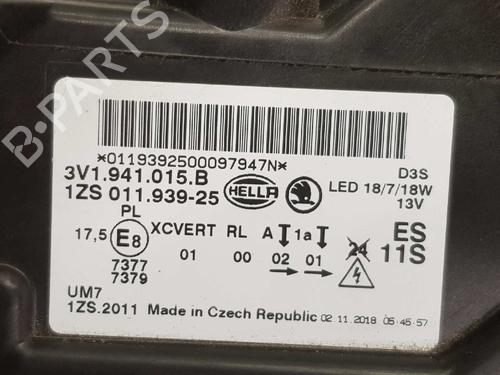 B-PARTS
*0119392500097947N*
3V1.941.015.B
1ZS 011.939-25
HELLA
D3S
LED 18/7/18W
13V
PL
17,5 E8 XCVERT RL A 1a 24 ES
01 00 02 01 11S
7377
7379
UM7
1ZS.2011 Made in Czech Republic 02.11.2018 05:45:57